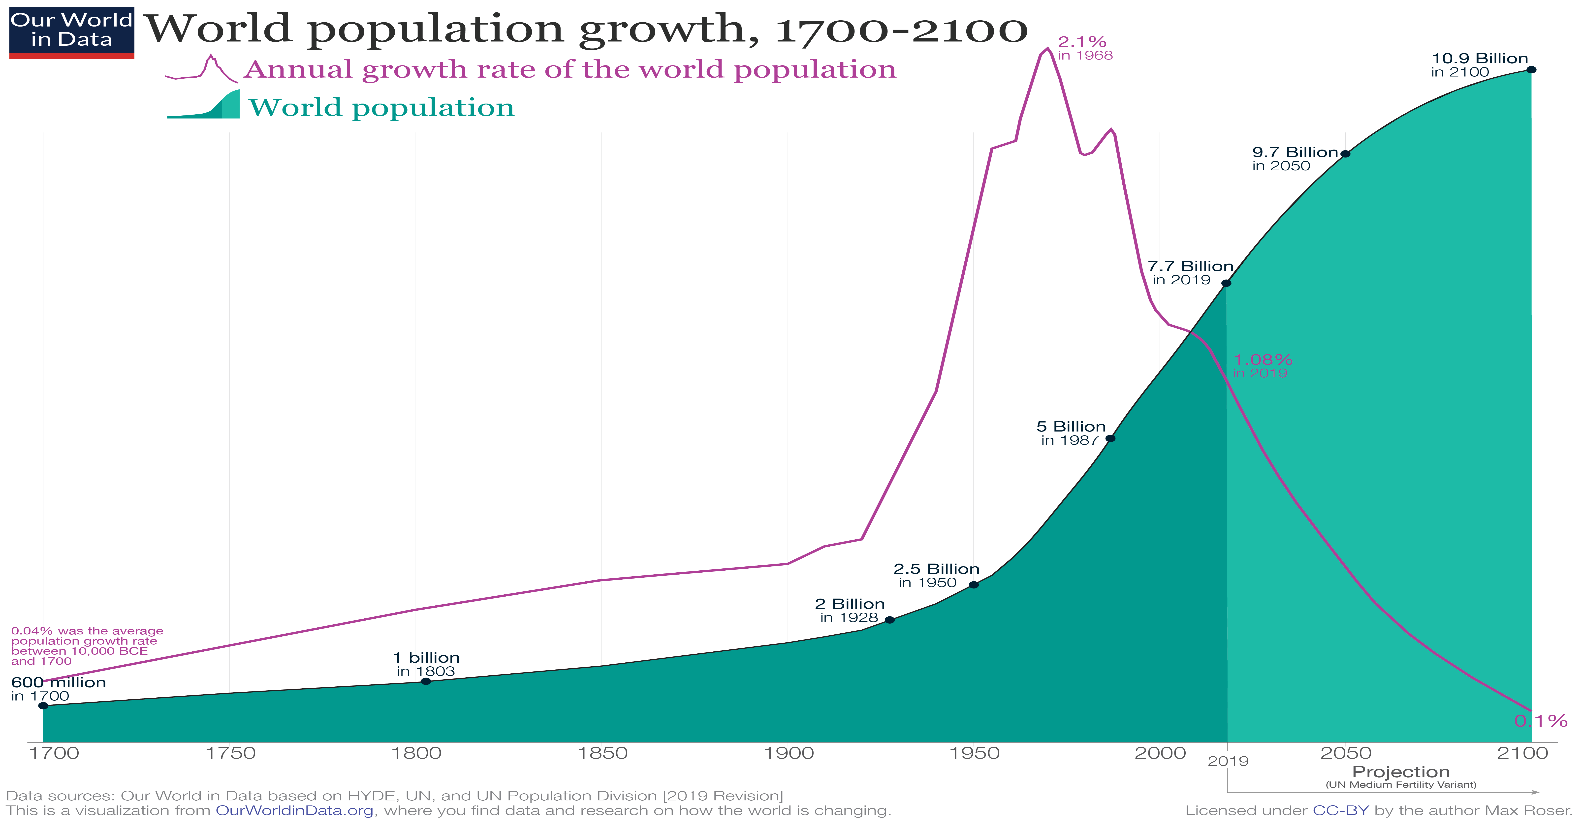 Our World
in Data
World population growth, 1700-2100
Annual growth rate of the world population
World population
2.1%
in 1968
10.9 Billion
in 2100
9.7 Billion
in 2050
7.7 Billion
in 2019
1.08%
in 2019
5 Billion
in 1987
2.5 Billion
in 1950
2 Billion
in 1928
0.04% was the average
population growth rate
between 10,000 BCE
and 1700
1 billion
in 1803
600 million
in 1700
0.1%
1700 1750 1800 1850 1900 1950 2000 2050 2100
2019
Projection
(UN Medium Fertility Variant)
Data sources: Our World in Data based on HYDE, UN, and UN Population Division [2019 Revision]
This is a visualization from OurWorldinData.org, where you find data and research on how the world is changing.
Licensed under CC-BY by the author Max Roser.